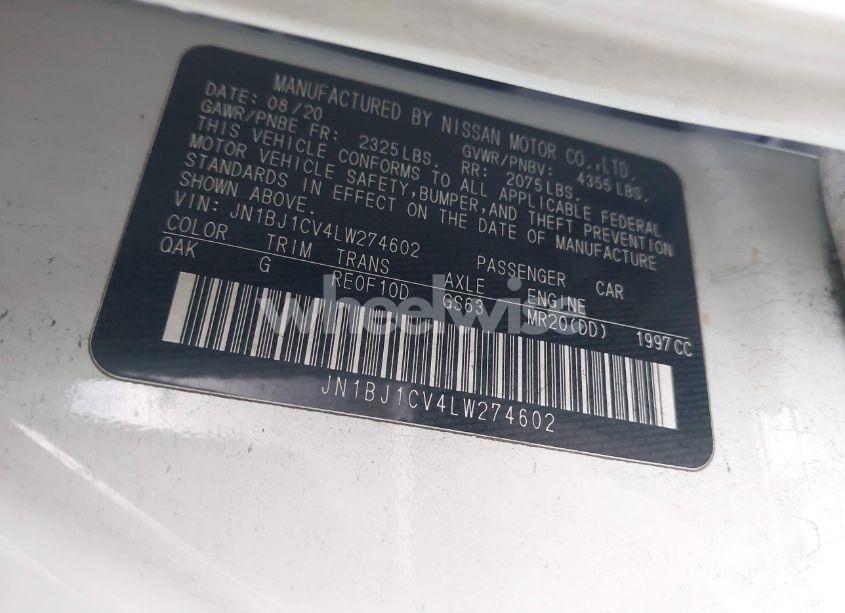 MANUFACTURED BY NISSAN MOTOR CO.,LTD.
DATE: 08/20 GVWR/PNBV: 4355 LBS.
GAWR/PNBE FR: 2325LBS. RR: 2075LBS.
THIS VEHICLE CONFORMS TO ALL APPLICABLE FEDERAL
MOTOR VEHICLE SAFETY,BUMPER,AND THEFT PREVENTION
STANDARDS IN EFFECT ON THE DATE OF MANUFACTURE
SHOWN ABOVE.
VIN: JN1BJ1CV4LW274602 PASSENGER CAR
COLOR TRIM TRANS AXLE ENGINE
QAK G RE0F10D GS63 MR20(DD) 1997CC
wheelwis
JN1BJ1CV4LW274602